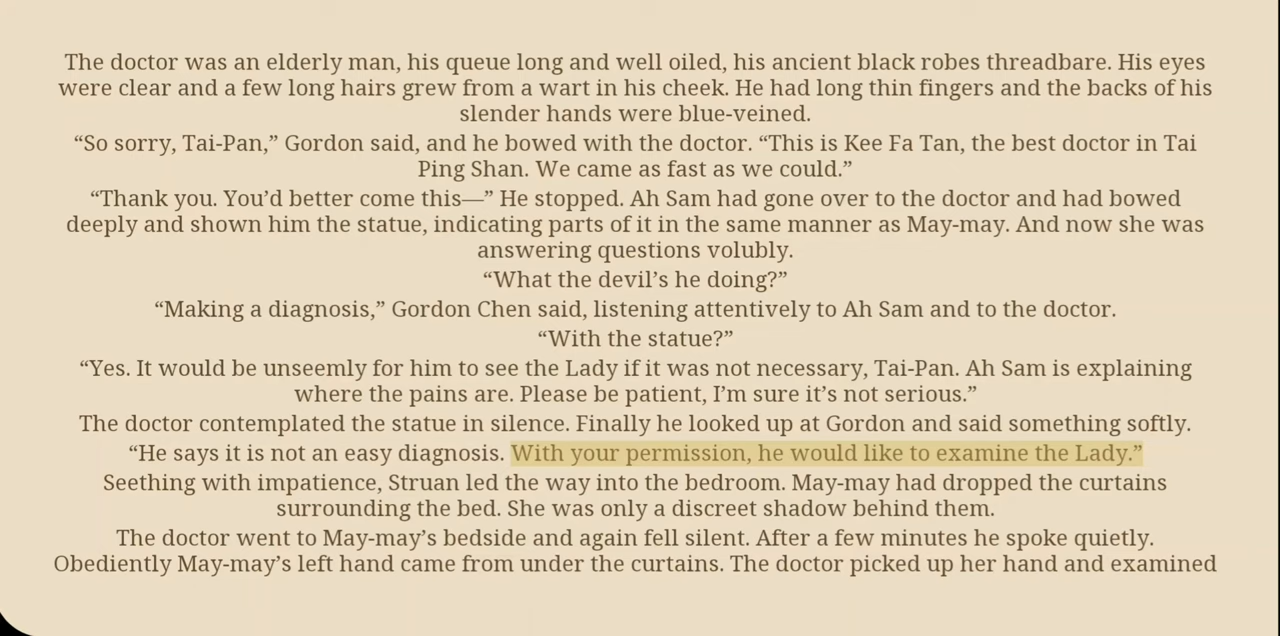 The doctor was an elderly man, his queue long and well oiled, his ancient black robes threadbare. His eyes
were clear and a few long hairs grew from a wart in his cheek. He had long thin fingers and the backs of his
slender hands were blue-veined.
“So sorry, Tai-Pan,” Gordon said, and he bowed with the doctor. “This is Kee Fa Tan, the best doctor in Tai
Ping Shan. We came as fast as we could.”
“Thank you. You’d better come this—” He stopped. Ah Sam had gone over to the doctor and had bowed
deeply and shown him the statue, indicating parts of it in the same manner as May-may. And now she was
answering questions volubly.
“What the devil’s he doing?”
“Making a diagnosis,” Gordon Chen said, listening attentively to Ah Sam and to the doctor.
“With the statue?”
“Yes. It would be unseemly for him to see the Lady if it was not necessary, Tai-Pan. Ah Sam is explaining
where the pains are. Please be patient, I’m sure it’s not serious.”
The doctor contemplated the statue in silence. Finally he looked up at Gordon and said something softly.
“He says it is not an easy diagnosis. With your permission, he would like to examine the Lady.”
Seething with impatience, Struan led the way into the bedroom. May-may had dropped the curtains
surrounding the bed. She was only a discreet shadow behind them.
The doctor went to May-may’s bedside and again fell silent. After a few minutes he spoke quietly.
Obediently May-may’s left hand came from under the curtains. The doctor picked up her hand and examined